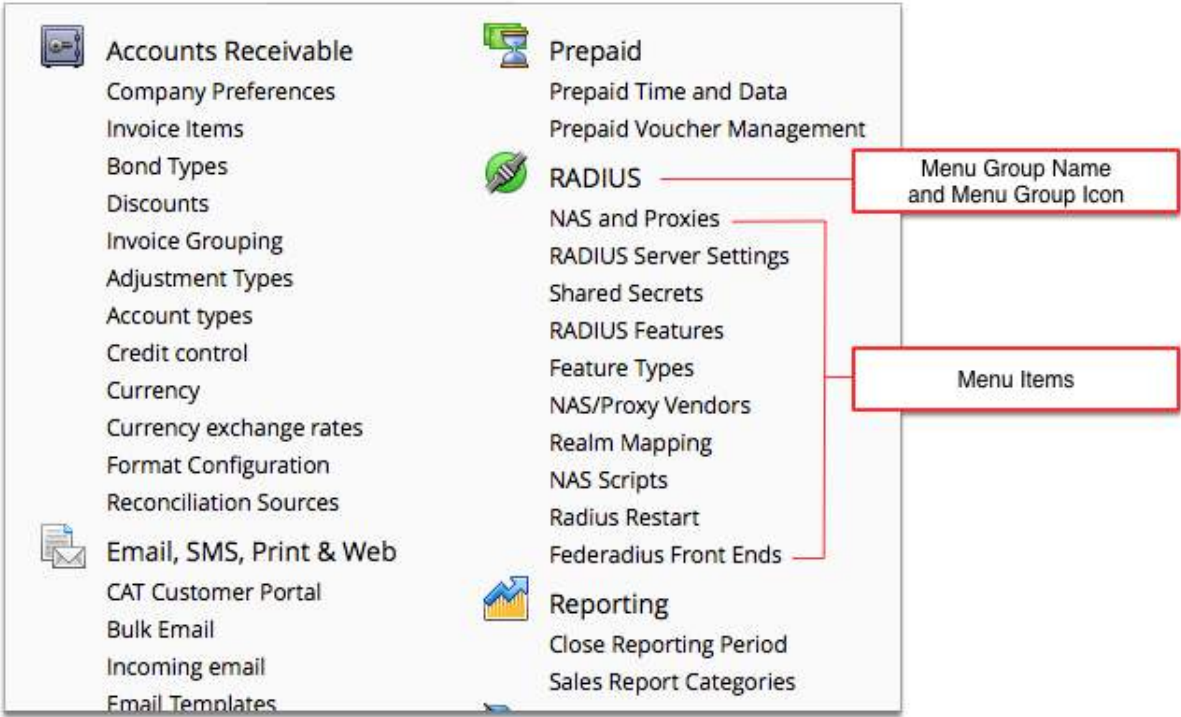 Accounts Receivable
Company Preferences
Invoice Items
Bond Types
Discounts
Invoice Grouping
Adjustment Types
Account types
Credit control
Currency
Currency exchange rates
Format Configuration
Reconciliation Sources
Email, SMS, Print & Web
CAT Customer Portal
Bulk Email
Incoming email
Email Templates
Prepaid
Prepaid Time and Data
Prepaid Voucher Management
RADIUS
NAS and Proxies
RADIUS Server Settings
Shared Secrets
RADIUS Features
Feature Types
NAS/Proxy Vendors
Realm Mapping
NAS Scripts
Radius Restart
Federadius Front Ends
Reporting
Close Reporting Period
Sales Report Categories
Menu Group Name
and Menu Group Icon
Menu Items